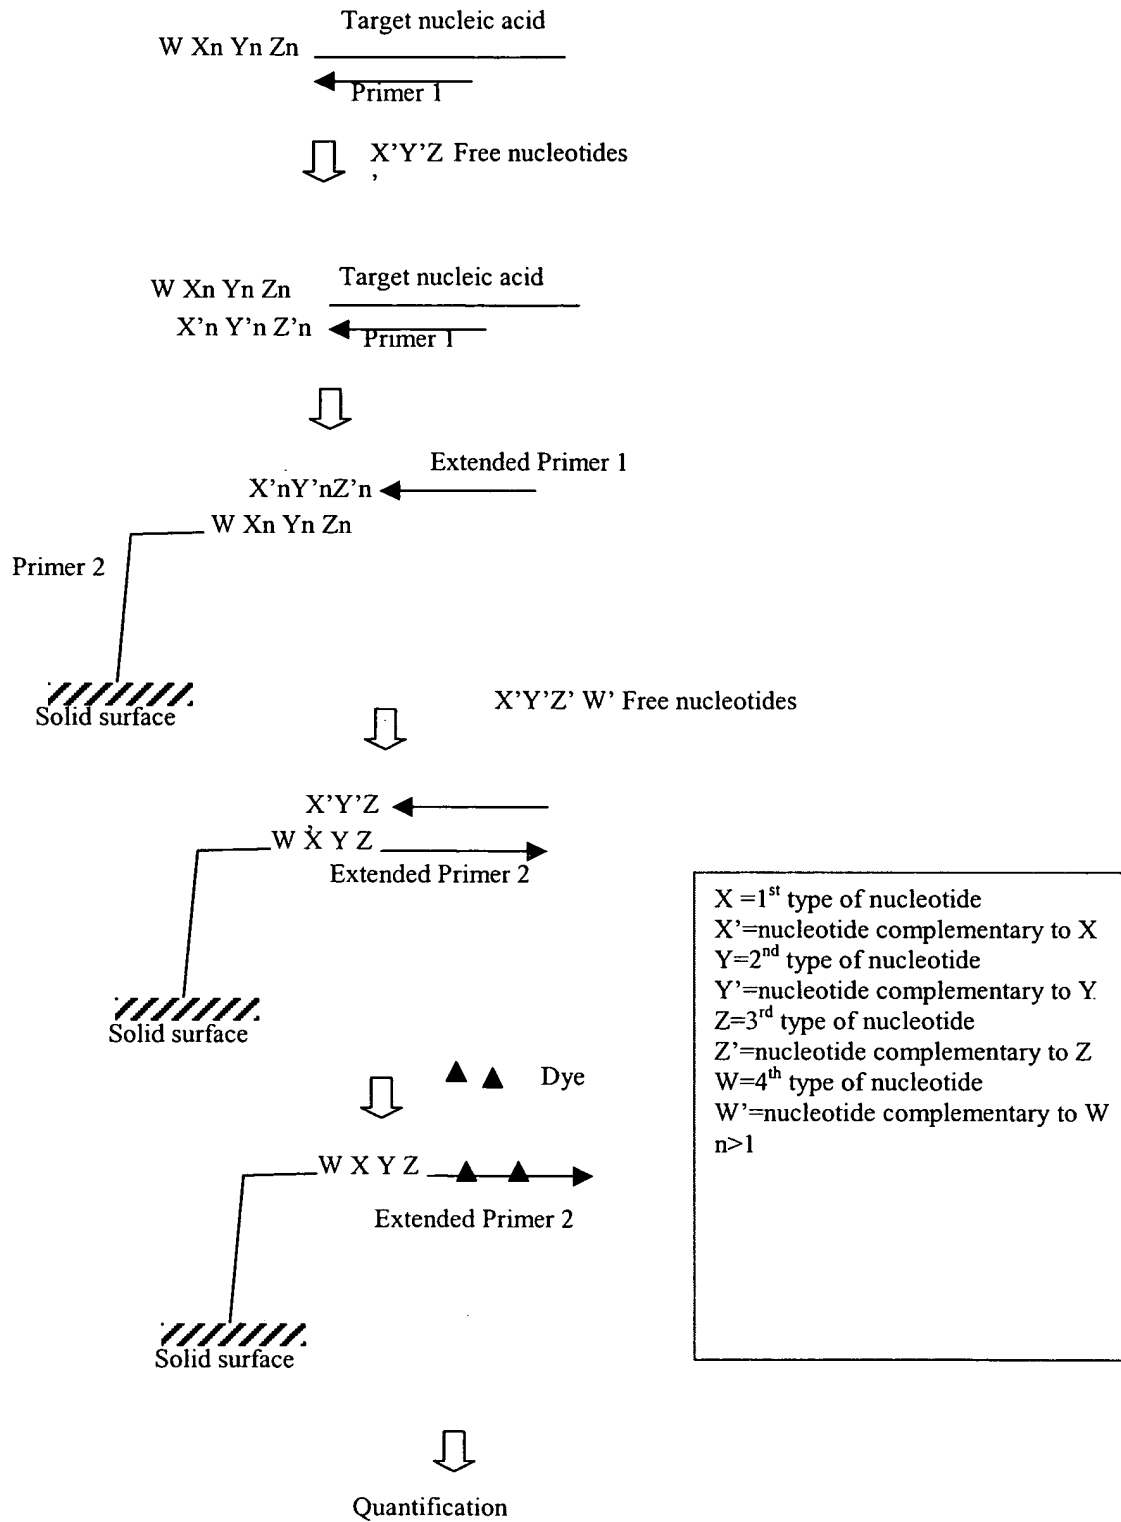 Target nucleic acid
W Xn Yn Zn
Primer 1
X'Y'Z Free nucleotides
'
Target nucleic acid
W Xn Yn Zn
X'n Y'n Z'n
Primer 1
Extended Primer 1
X'nY'nZ'n
W Xn Yn Zn
Primer 2
Solid surface
X'Y'Z' W' Free nucleotides
X'Y'Z
'
W X Y Z
Extended Primer 2
Solid surface
X =1st type of nucleotide
X'=nucleotide complementary to X
Y=2nd type of nucleotide
Y'=nucleotide complementary to Y
Z=3rd type of nucleotide
Z'=nucleotide complementary to Z
W=4th type of nucleotide
W'=nucleotide complementary to W
n>1
Dye
W X Y Z
Extended Primer 2
Solid surface
Quantification